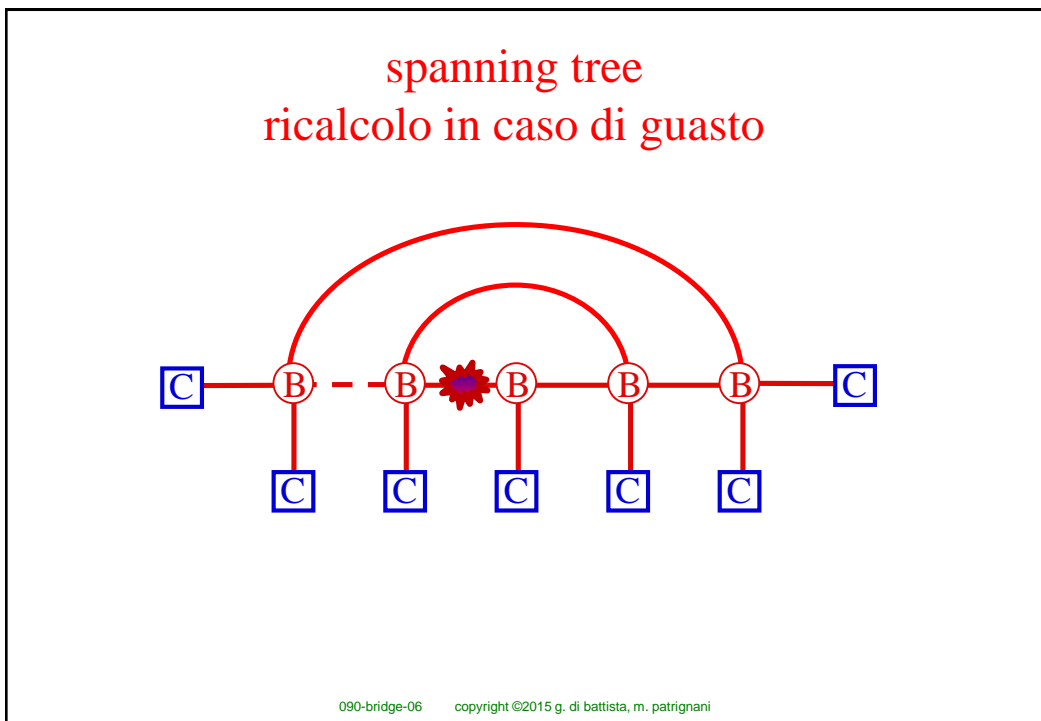 spanning tree
ricalcolo in caso di guasto
C B B B B B C
C C C C C
090-bridge-06 copyright ©2015 g. di battista, m. patrignani